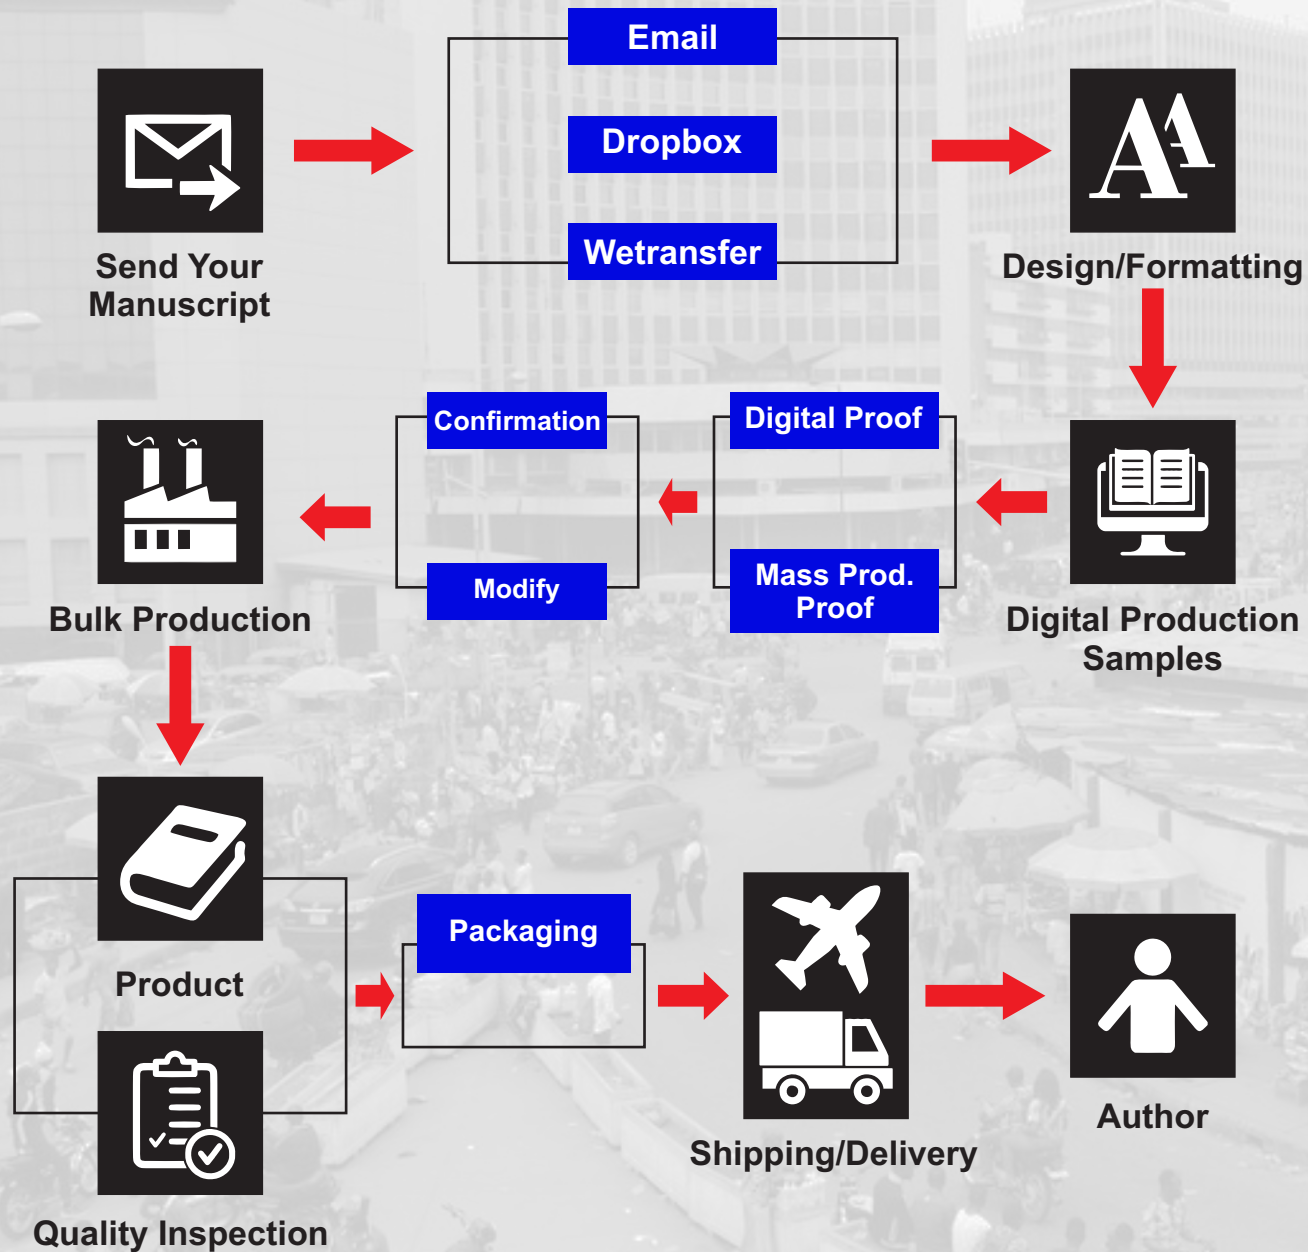 Email
Dropbox
Wetransfer
Send Your
Manuscript
Design/Formatting
Confirmation
Modify
Digital Proof
Mass Prod.
Proof
Bulk Production
Digital Production
Samples
Product
Packaging
Quality Inspection
Shipping/Delivery
Author